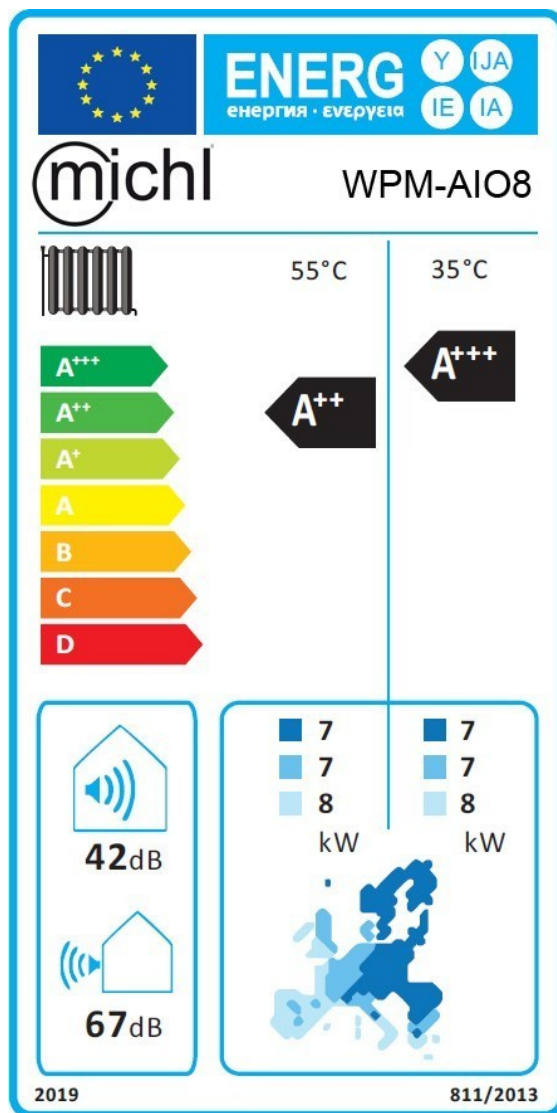 ENERG
енергия · ενεργεια
Y IJA
IE IA
michl WPM-AIO8
55°C 35°C
A+++
A++
A+
A
B
C
D
A++
A+++
42dB
67dB
7 7
7 7
8 8
kW kW
2019 811/2013